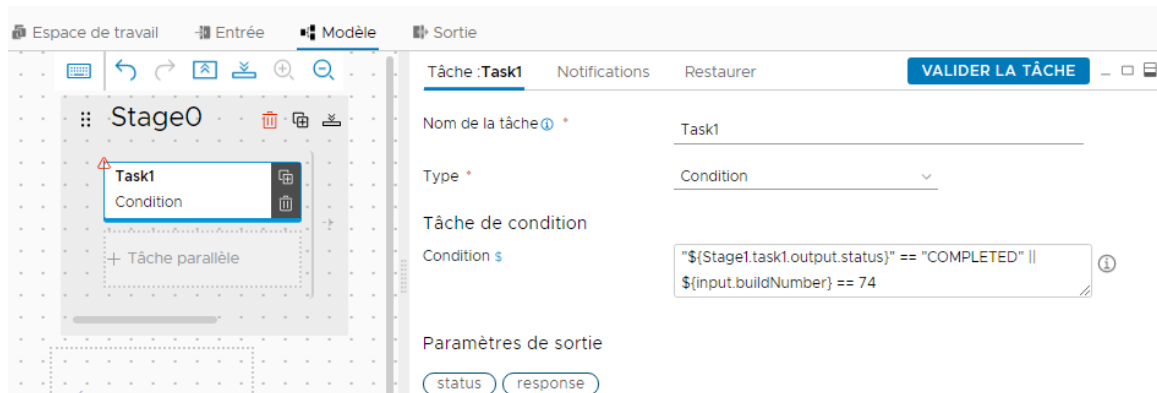 Espace de travail Entrée Modèle Sortie
Tâche :Task1 Notifications Restaurer VALIDER LA TÂCHE
Stage0
Task1
Condition
+ Tâche parallèle
Nom de la tâche * Task1
Type * Condition
Tâche de condition
Condition $ "${Stage1.task1.output.status}" == "COMPLETED" ||
${input.buildNumber} == 74
Paramètres de sortie
status response